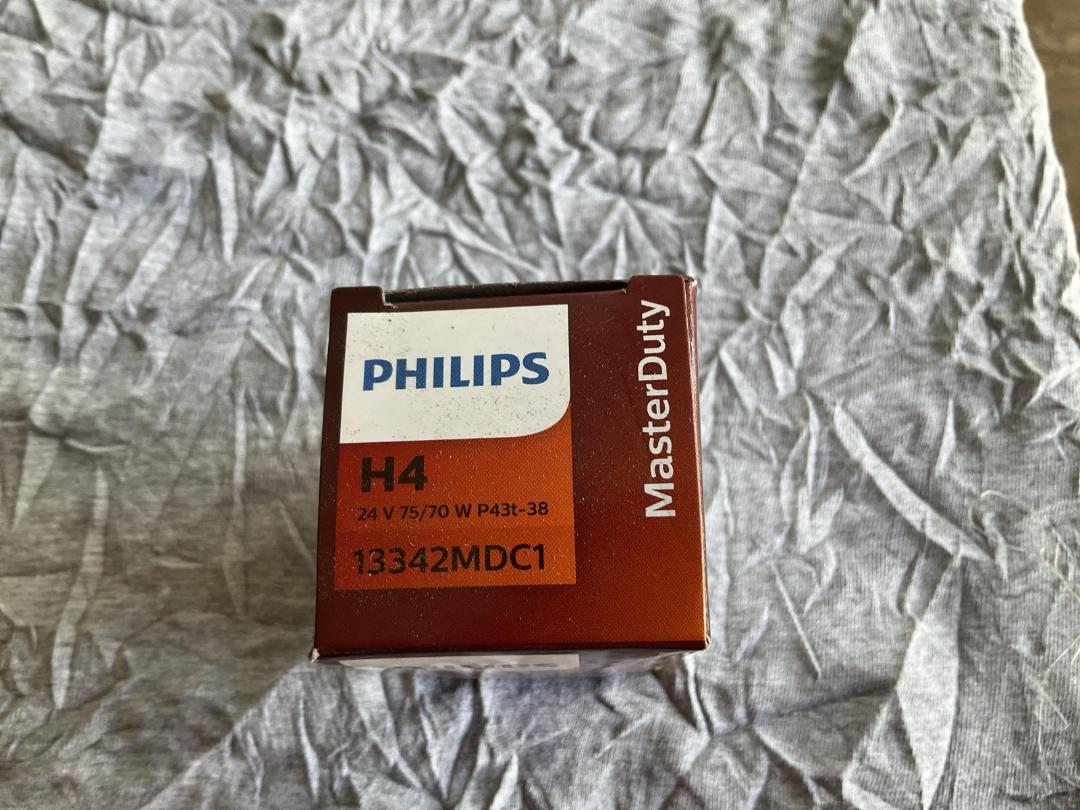 PHILIPS
H4
24 V 75/70 W P43t-38
13342MDC1
MasterDuty